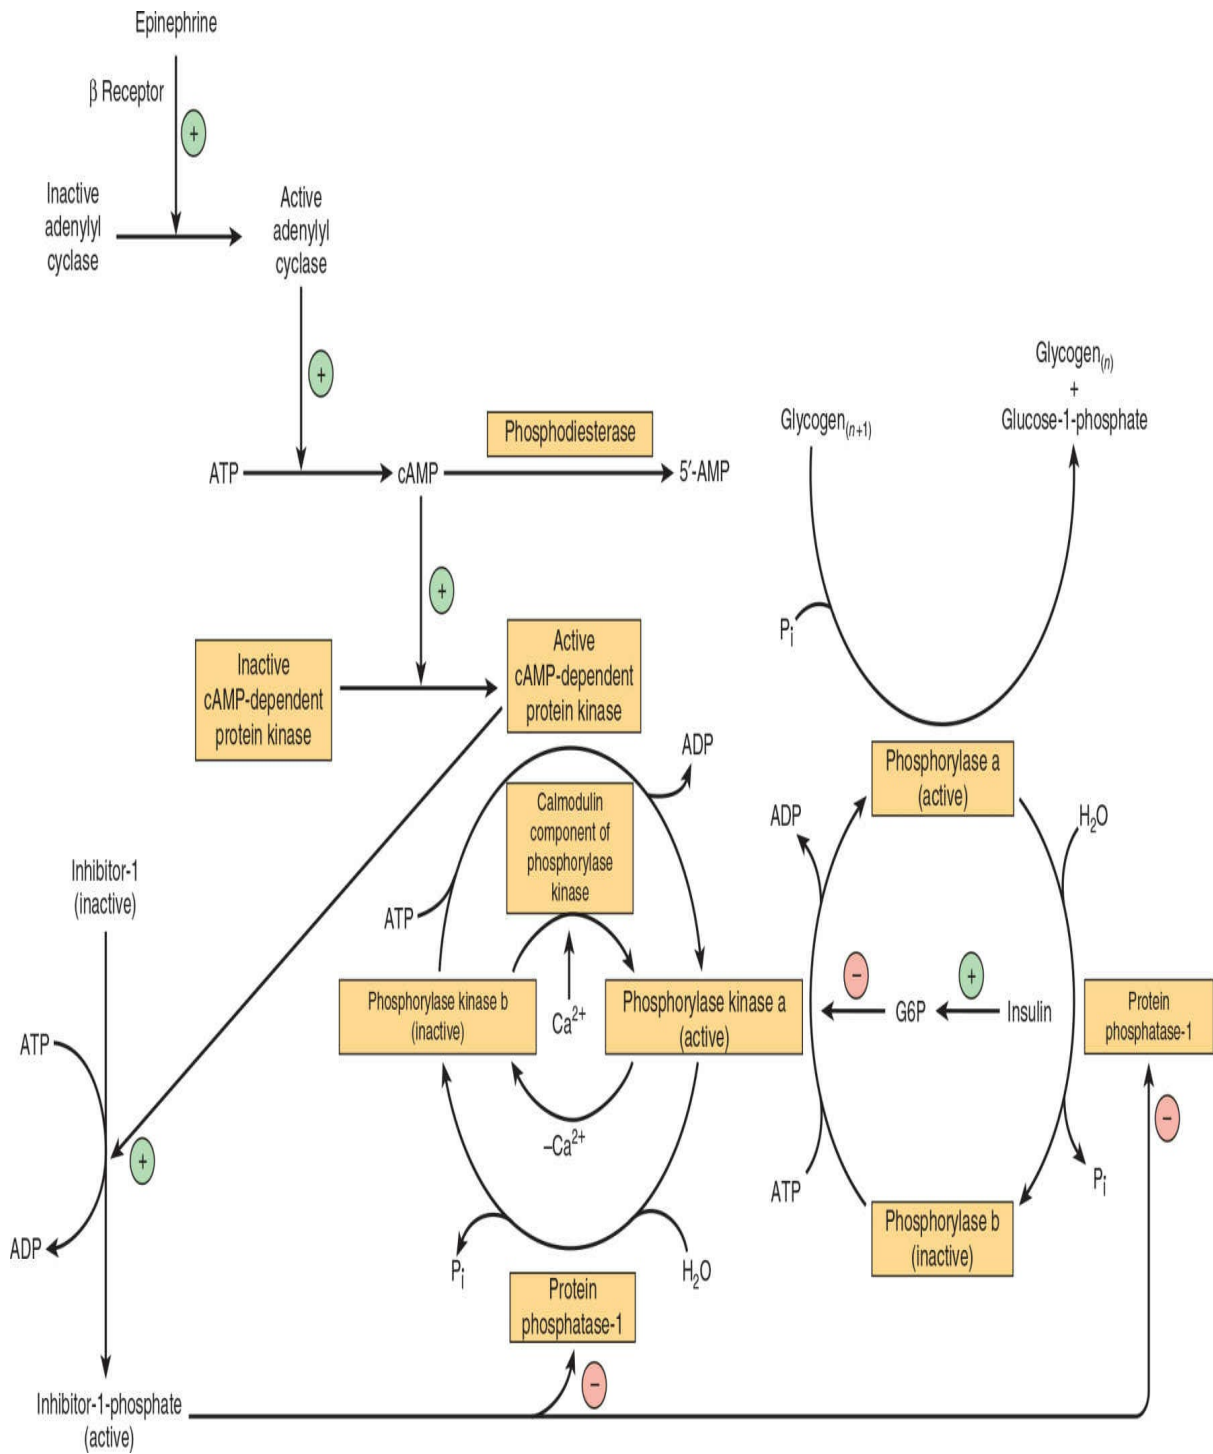 Epinephrine
β Receptor
+
Inactive
adenylyl
cyclase
Active
adenylyl
cyclase
+
Glycogen(n)
+
Glucose-1-phosphate
Glycogen(n+1)
Phosphodiesterase
ATP
cAMP
5′-AMP
+
Pi
Inactive
cAMP-dependent
protein kinase
Active
cAMP-dependent
protein kinase
ADP
Phosphorylase a
(active)
Calmodulin
component of
phosphorylase
kinase
ADP
H2O
Inhibitor-1
(inactive)
ATP
Phosphorylase kinase b
(inactive)
Ca2+
Phosphorylase kinase a
(active)
−
+
G6P
Insulin
Protein
phosphatase-1
ATP
−
–Ca2+
+
ATP
Pi
ADP
Phosphorylase b
(inactive)
Pi
H2O
Protein
phosphatase-1
−
Inhibitor-1-phosphate
(active)